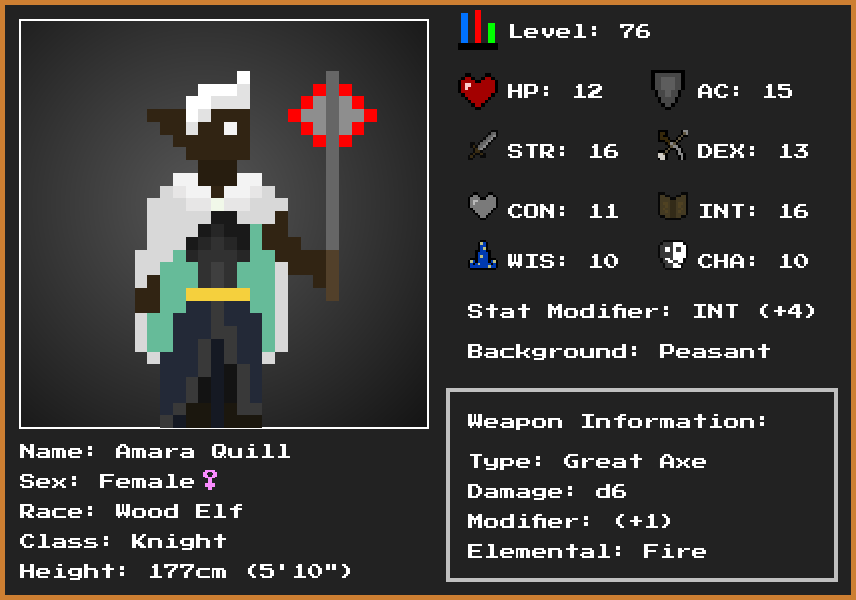 Level: 76
HP: 12 AC: 15
STR: 16 DEX: 13
CON: 11 INT: 16
WIS: 10 CHA: 10
Stat Modifier: INT (+4)
Background: Peasant
Weapon Information:
Type: Great Axe
Damage: d6
Modifier: (+1)
Elemental: Fire
Name: Amara Quill
Sex: Female♀
Race: Wood Elf
Class: Knight
Height: 177cm (5'10")